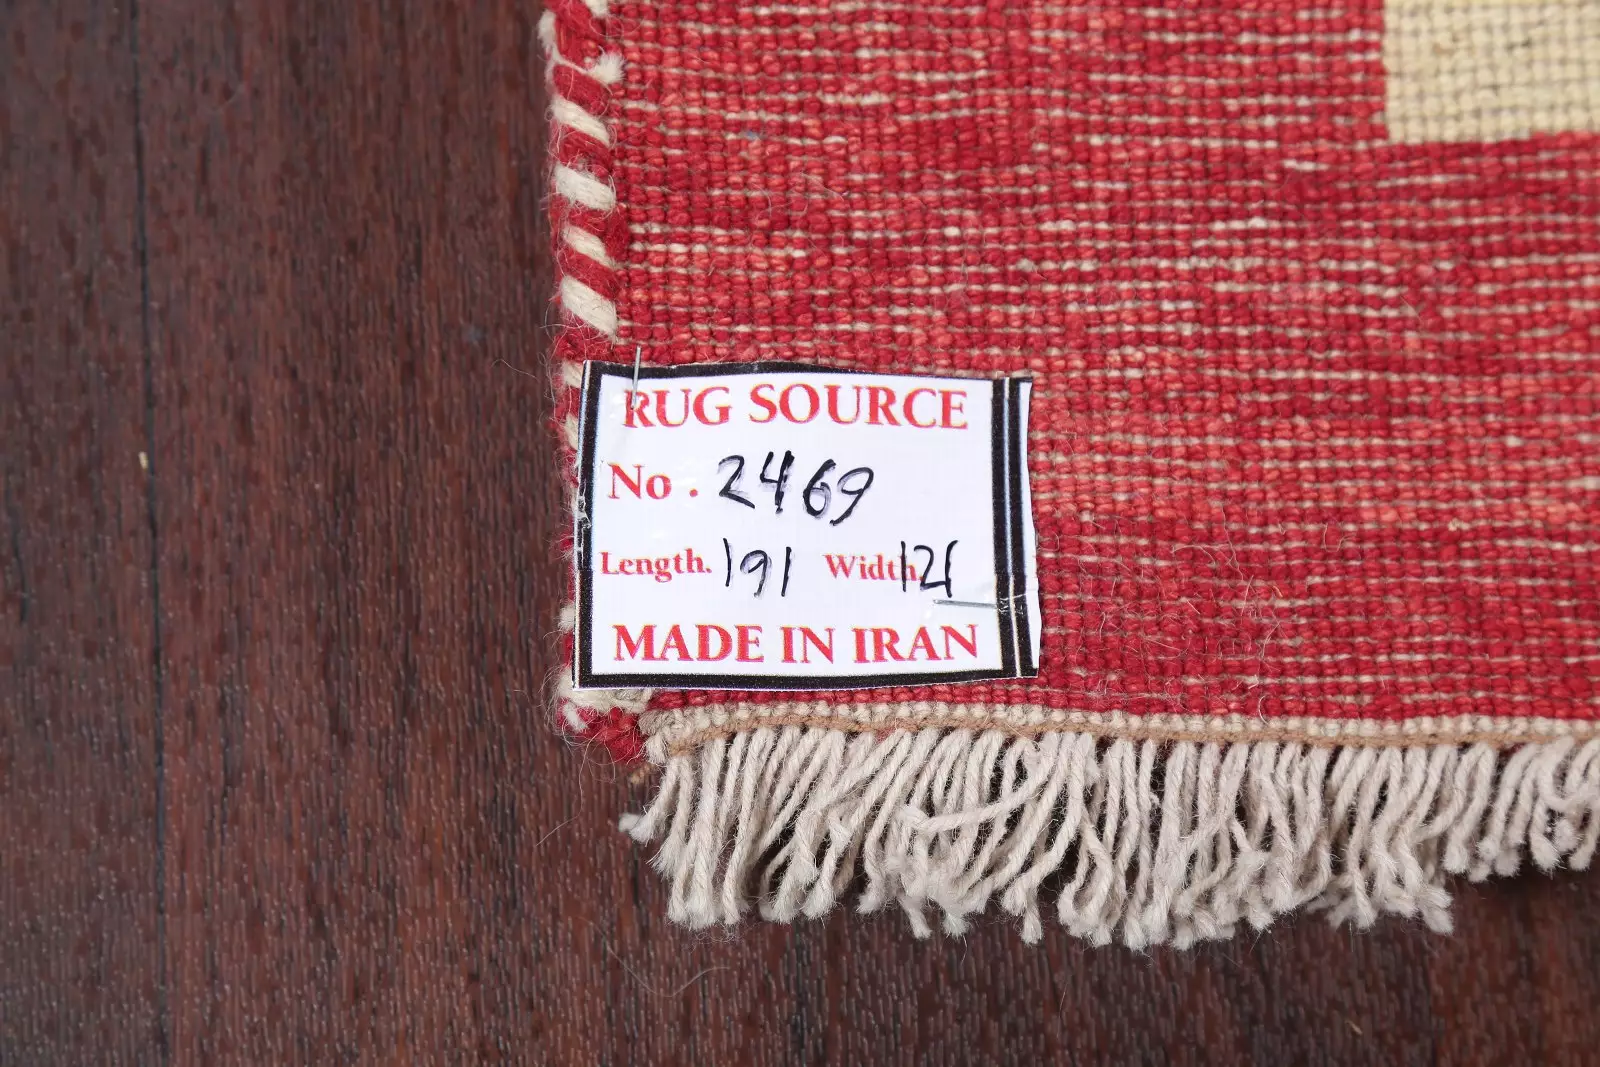 RUG SOURCE
No. 2469
Length. 191 Width. 121
MADE IN IRAN